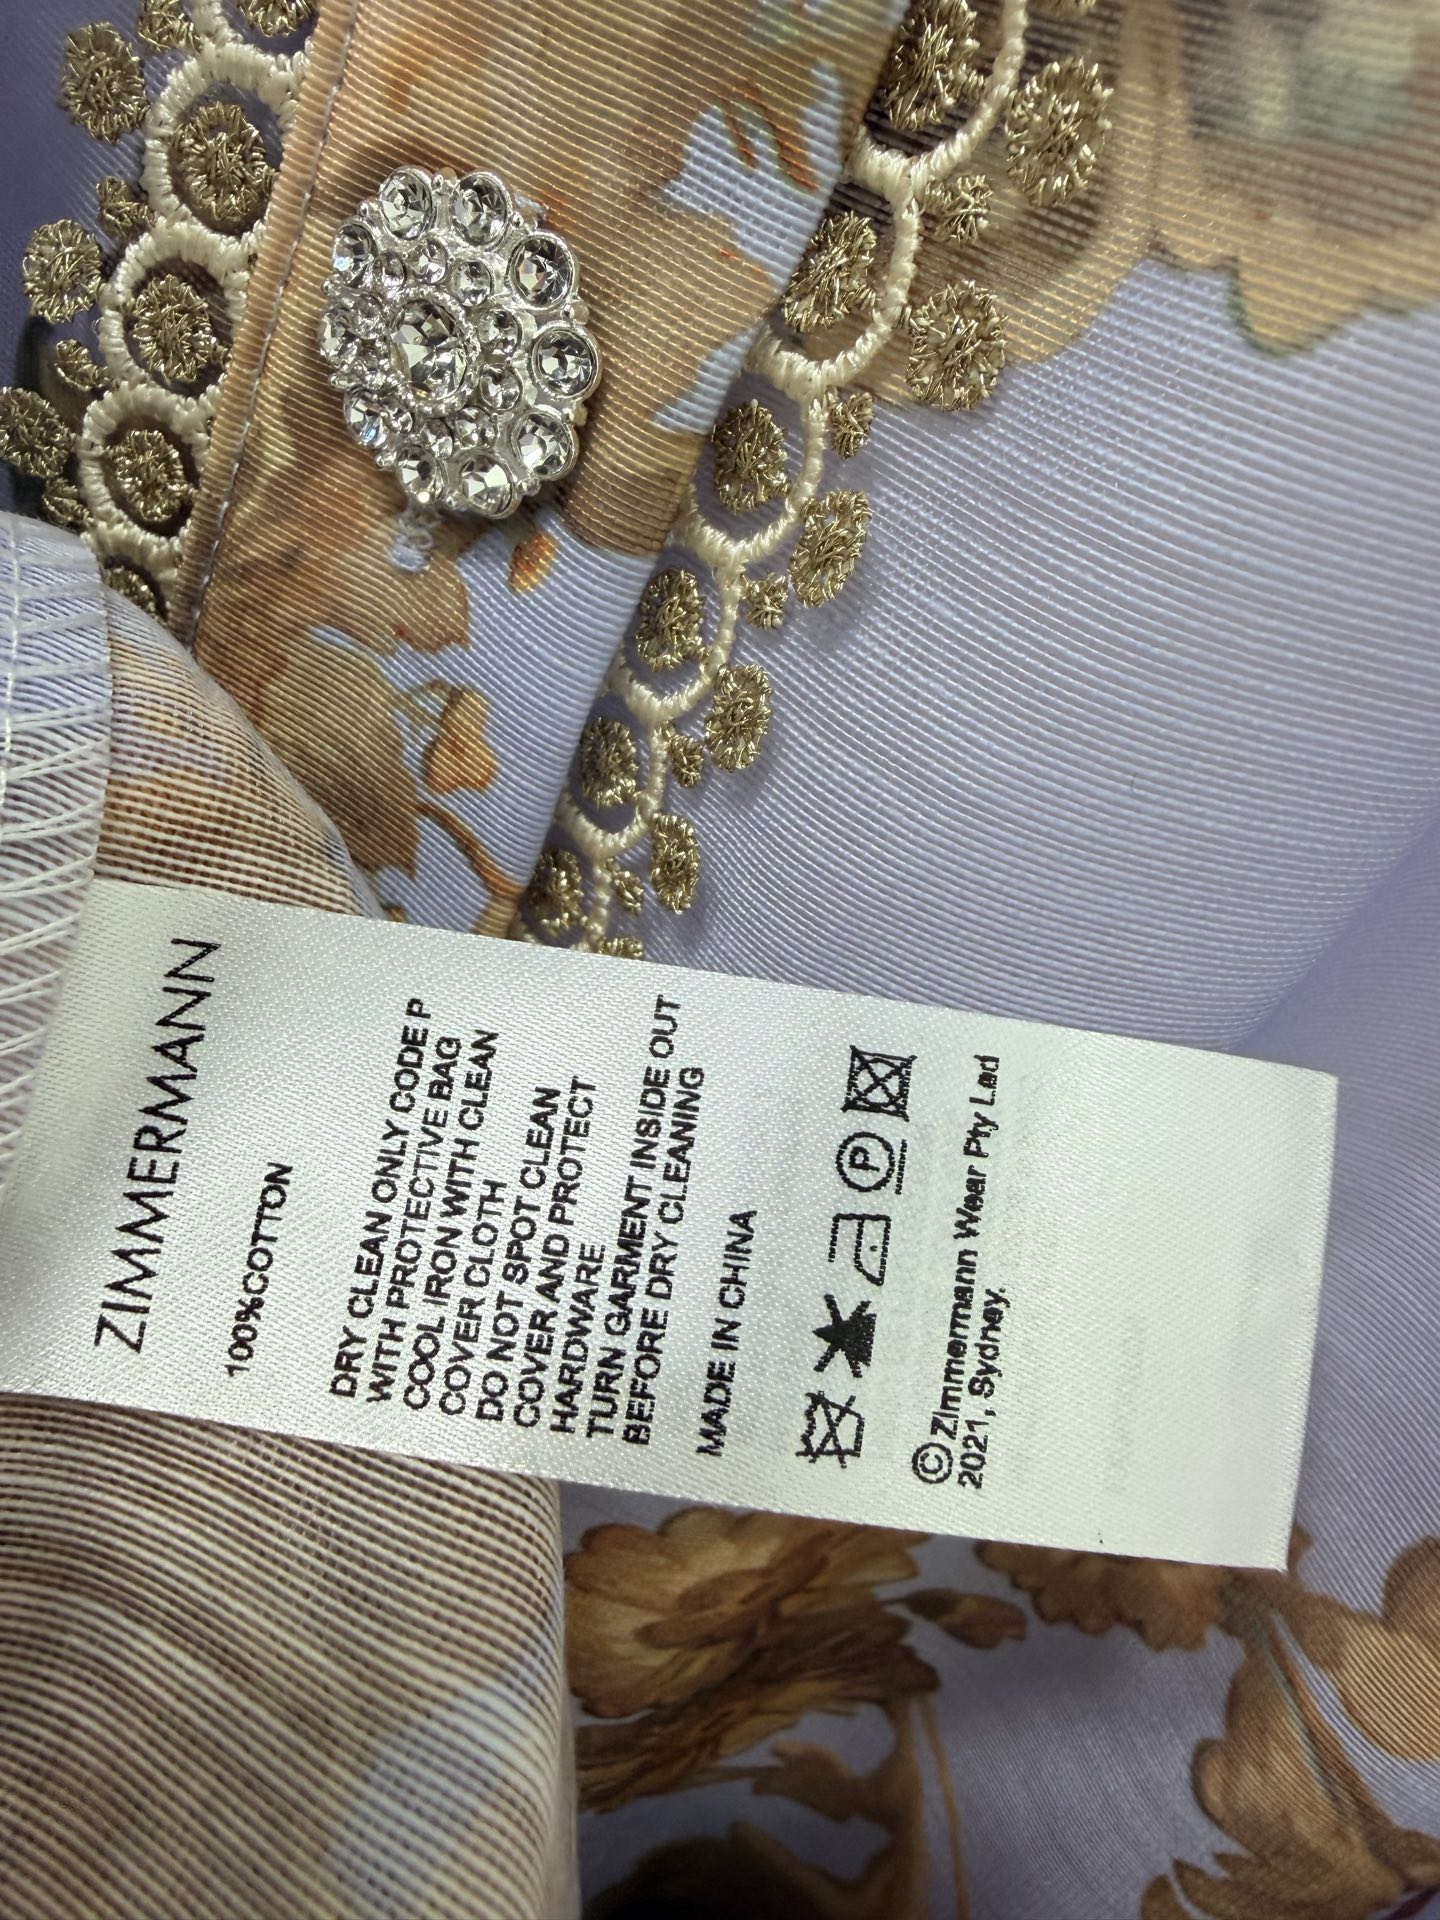 ZIMMERMANN
100%COTTON
DRY CLEAN ONLY CODE P
WITH PROTECTIVE BAG
COOL IRON WITH CLEAN
COVER CLOTH
DO NOT SPOT CLEAN
COVER AND PROTECT
HARDWARE
TURN GARMENT INSIDE OUT
BEFORE DRY CLEANING
MADE IN CHINA
P
©Zimmermann Wear Pty L.ad
2021, Sydney.